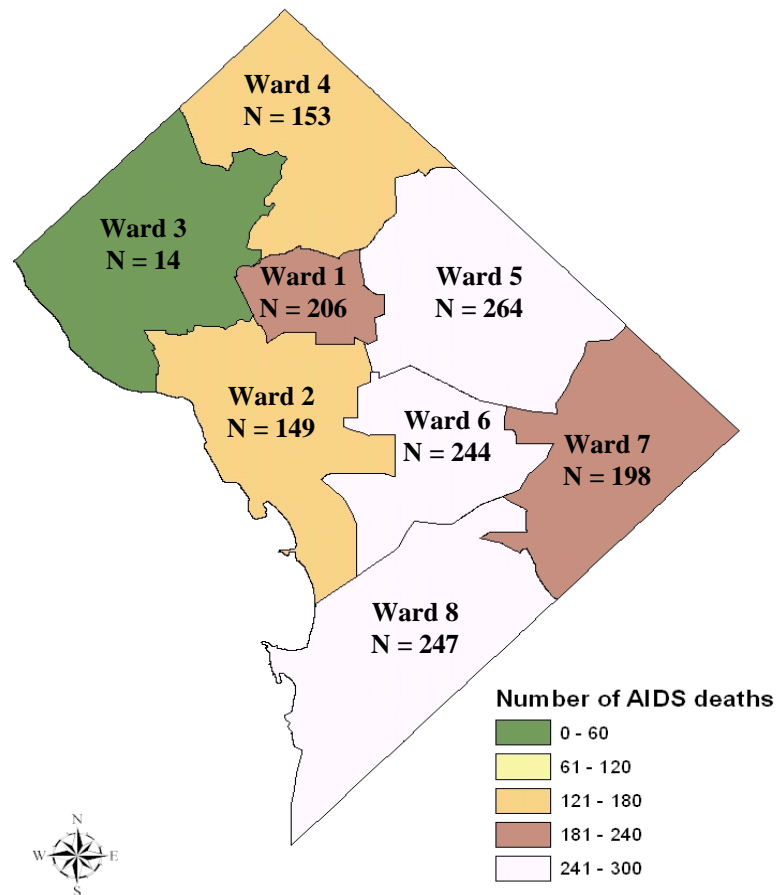 Ward 4
N = 153
Ward 3
N = 14
Ward 1
N = 206
Ward 5
N = 264
Ward 2
N = 149
Ward 6
N = 244
Ward 7
N = 198
Ward 8
N = 247
Number of AIDS deaths
0 - 60
61 - 120
121 - 180
181 - 240
241 - 300
N
W E
S